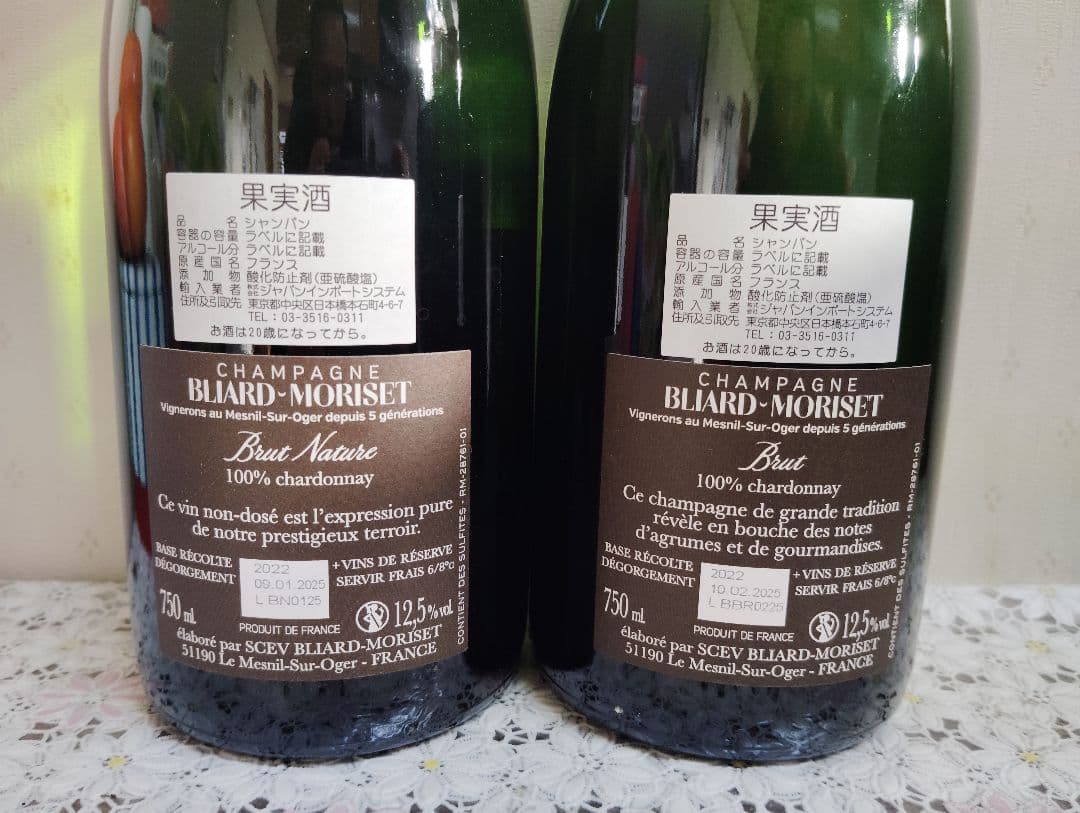 果実酒
品名 シャンパン
容器の容量 ラベルに記載
アルコール分 ラベルに記載
原産国名 フランス
添加物 酸化防止剤(亜硫酸塩)
輸入業者 株式会社ジャパンインポートシステム
住所及引取先 東京都中央区日本橋本石町4-6-7
TEL：03-3516-0311
お酒は20歳になってから。
CHAMPAGNE
BLIARD-MORISET
Vignerons au Mesnil-Sur-Oger depuis 5 générations
Brut Nature
100% chardonnay
Ce vin non-dosé est l'expression pure
de notre prestigieux terroir.
BASE RÉCOLTE 2022 + VINS DE RÉSERVE
DÉGORGEMENT 09.01.2025 SERVIR FRAIS 6/8°c
L BN0125
750 ml
PRODUIT DE FRANCE
12,5% vol.
élaboré par SCEV BLIARD-MORISET
51190 Le Mesnil-Sur-Oger - FRANCE
CONTIENT DES SULFITES - RM-28761-01
果実酒
品名 シャンパン
容器の容量 ラベルに記載
アルコール分 ラベルに記載
原産国名 フランス
添加物 酸化防止剤(亜硫酸塩)
輸入業者 株式会社ジャパンインポートシステム
住所及引取先 東京都中央区日本橋本石町4-6-7
TEL：03-3516-0311
お酒は20歳になってから。
CHAMPAGNE
BLIARD-MORISET
Vignerons au Mesnil-Sur-Oger depuis 5 générations
Brut
100% chardonnay
Ce champagne de grande tradition
révèle en bouche des notes
d'agrumes et de gourmandises.
BASE RÉCOLTE 2022 + VINS DE RÉSERVE
DÉGORGEMENT 10.02.2025 SERVIR FRAIS 6/8°c
L BBR0225
750 ml
PRODUIT DE FRANCE
12,5% vol.
élaboré par SCEV BLIARD-MORISET
51190 Le Mesnil-Sur-Oger - FRANCE
CONTIENT DES SULFITES - RM-28761-01